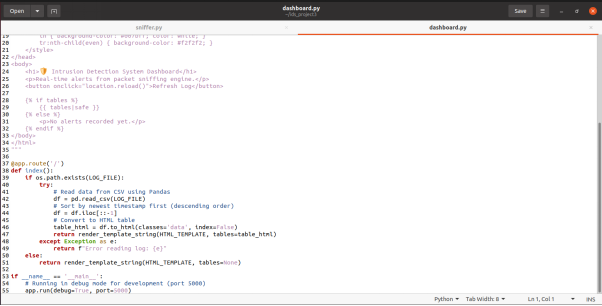 Open
dashboard.py
~/ids_project/
Save
sniffer.py
dashboard.py
19 th { background-color: #007bff; color: white; }
20 tr:nth-child(even) { background-color: #f2f2f2; }
21 </style>
22 </head>
23 <body>
24 <h1>🛡️ Intrusion Detection System Dashboard</h1>
25 <p>Real-time alerts from packet sniffing engine.</p>
26 <button onclick="location.reload()">Refresh Log</button>
27
28 {% if tables %}
29 {{ tables|safe }}
30 {% else %}
31 <p>No alerts recorded yet.</p>
32 {% endif %}
33 </body>
34 </html>
35 """
36
37 @app.route('/')
38 def index():
39 if os.path.exists(LOG_FILE):
40 try:
41 # Read data from CSV using Pandas
42 df = pd.read_csv(LOG_FILE)
43 # Sort by newest timestamp first (descending order)
44 df = df.iloc[::-1]
45 # Convert to HTML table
46 table_html = df.to_html(classes='data', index=False)
47 return render_template_string(HTML_TEMPLATE, tables=table_html)
48 except Exception as e:
49 return f"Error reading log: {e}"
50 else:
51 return render_template_string(HTML_TEMPLATE, tables=None)
52
53 if __name__ == '__main__':
54 # Running in debug mode for development (port 5000)
55 app.run(debug=True, port=5000)
Python
Tab Width: 8
Ln 1, Col 1
INS